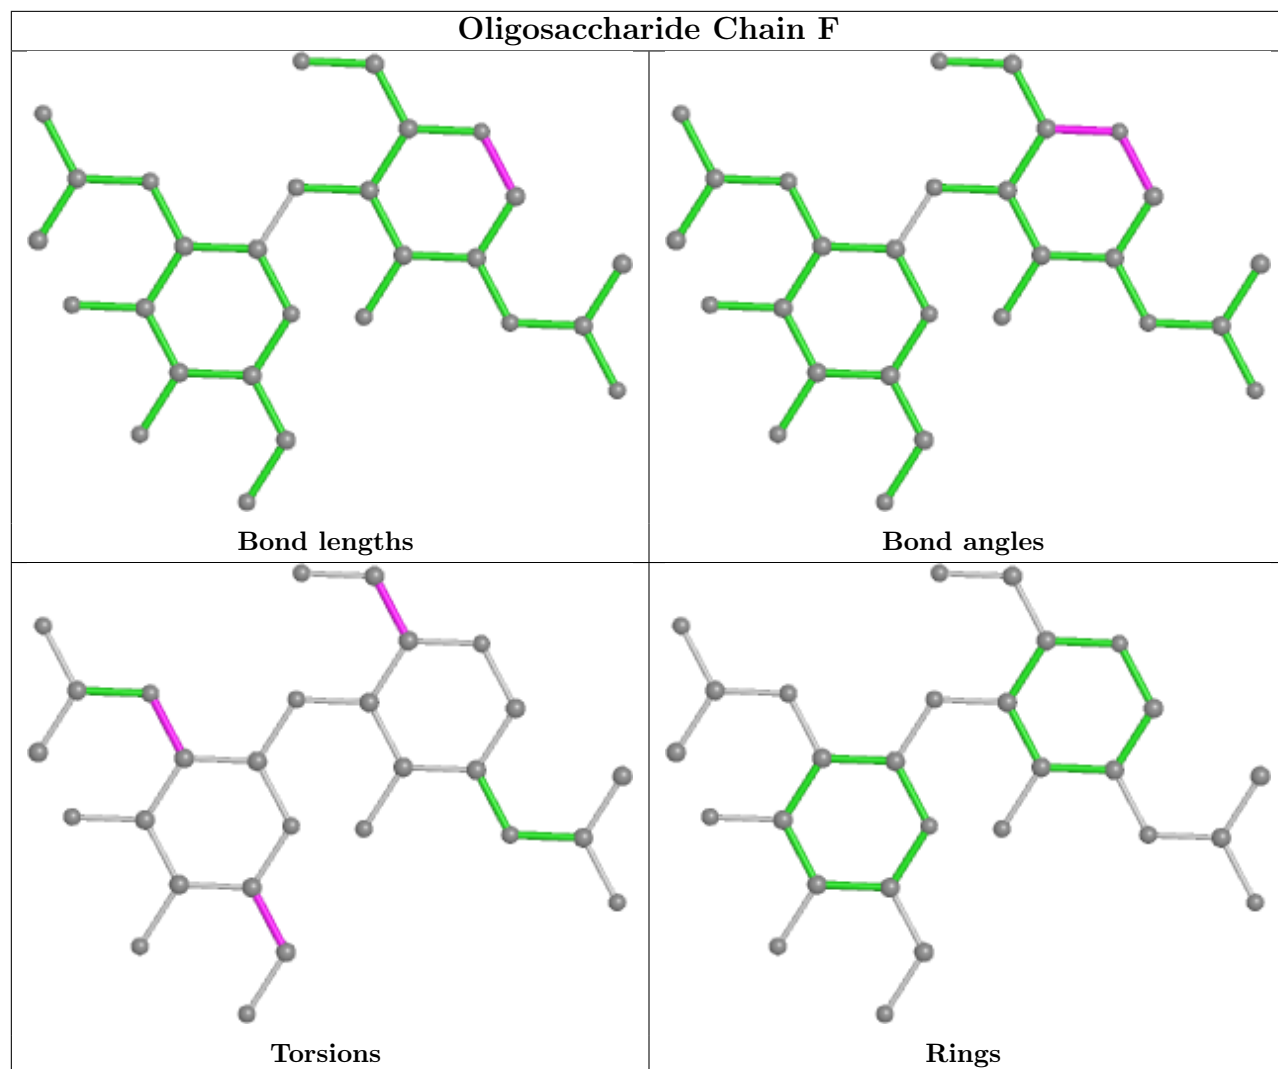 Oligosaccharide Chain F
Bond lengths
Bond angles
Torsions
Rings